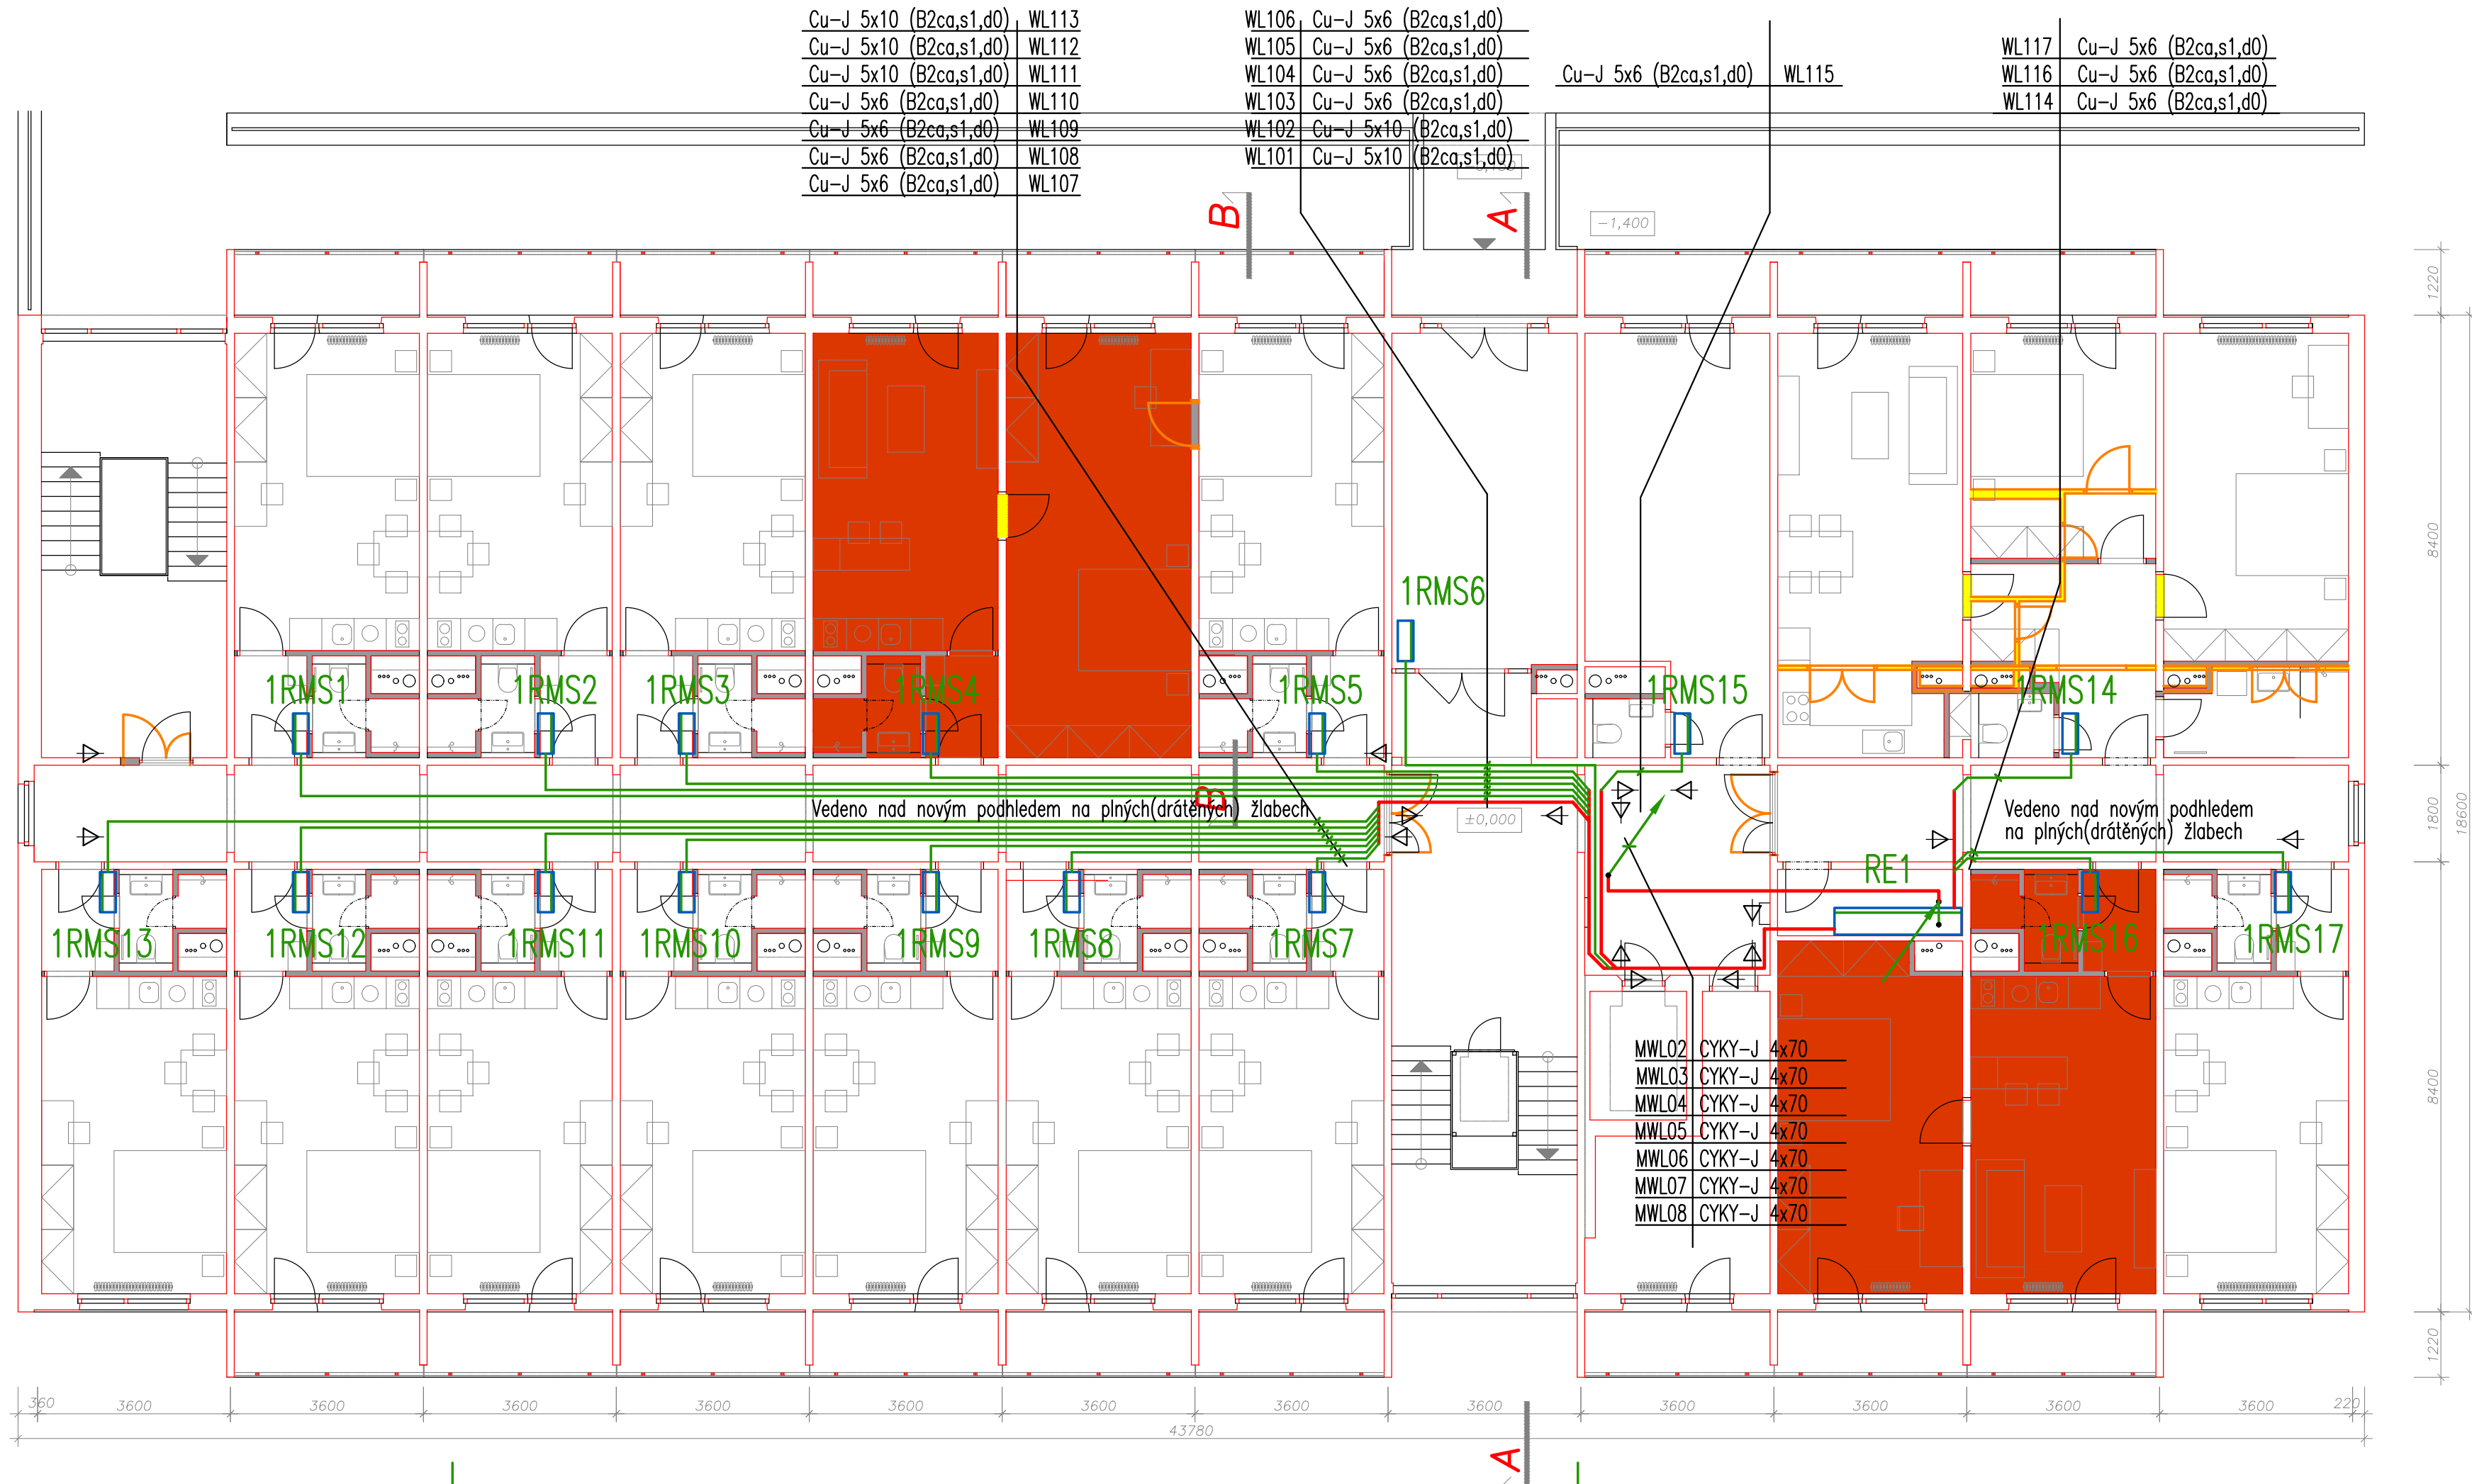 Cu-J 5x10 (B2ca,s1,d0) WL113
Cu-J 5x10 (B2ca,s1,d0) WL112
Cu-J 5x10 (B2ca,s1,d0) WL111
Cu-J 5x6 (B2ca,s1,d0) WL110
Cu-J 5x6 (B2ca,s1,d0) WL109
Cu-J 5x6 (B2ca,s1,d0) WL108
Cu-J 5x6 (B2ca,s1,d0) WL107
WL106 Cu-J 5x6 (B2ca,s1,d0)
WL105 Cu-J 5x6 (B2ca,s1,d0)
WL104 Cu-J 5x6 (B2ca,s1,d0)
WL103 Cu-J 5x6 (B2ca,s1,d0)
WL102 Cu-J 5x10 (B2ca,s1,d0)
WL101 Cu-J 5x10 (B2ca,s1,d0)
Cu-J 5x6 (B2ca,s1,d0) WL115
WL117 Cu-J 5x6 (B2ca,s1,d0)
WL116 Cu-J 5x6 (B2ca,s1,d0)
WL114 Cu-J 5x6 (B2ca,s1,d0)
B
A
-1,400
1220
8400
1800
18600
8400
1220
1RMS6
1RMS1
1RMS2
1RMS3
1RMS4
1RMS5
1RMS15
1RMS14
B
Vedeno nad novým podhledem na plných(drátěných) žlabech
±0,000
Vedeno nad novým podhledem
na plných(drátěných) žlabech
RE1
1RMS13
1RMS12
1RMS11
1RMS10
1RMS9
1RMS8
1RMS7
1RMS16
1RMS17
MWL02 CYKY-J 4x70
MWL03 CYKY-J 4x70
MWL04 CYKY-J 4x70
MWL05 CYKY-J 4x70
MWL06 CYKY-J 4x70
MWL07 CYKY-J 4x70
MWL08 CYKY-J 4x70
360 3600 3600 3600 3600 3600 3600 3600 3600 3600 3600 3600 3600 220
43780
A